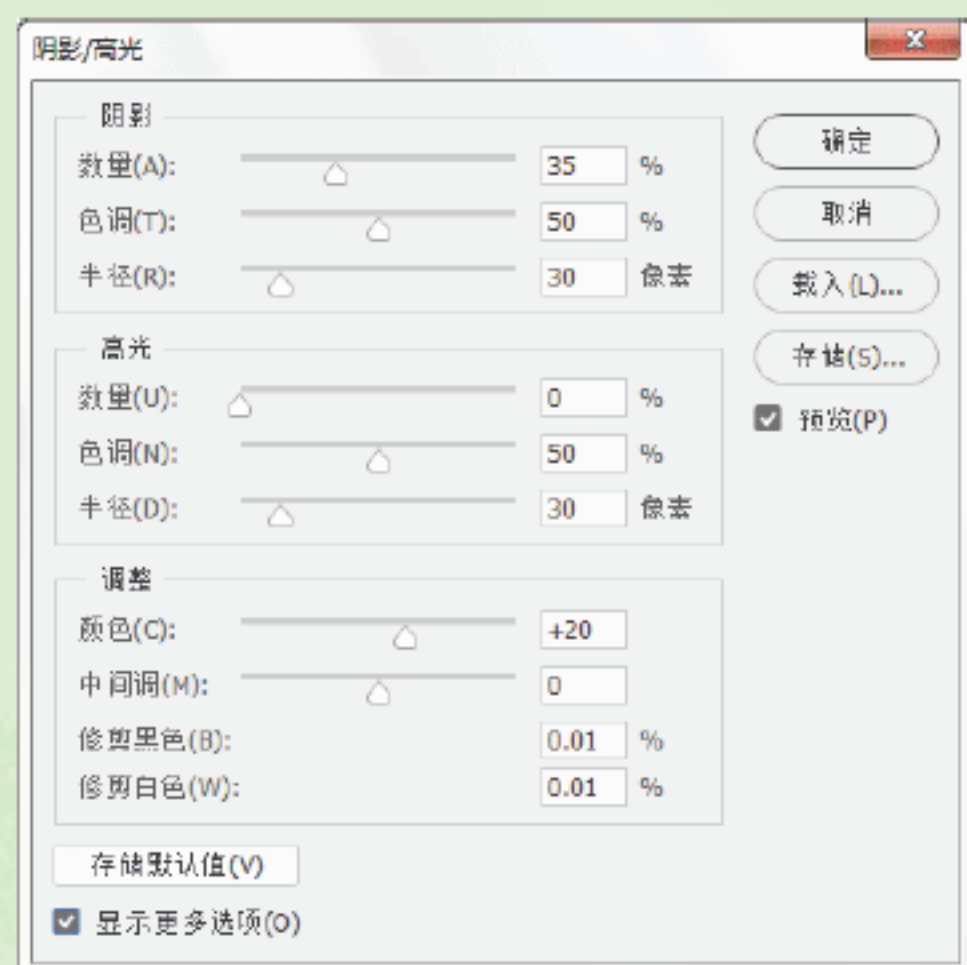 阴影/高光
阴影
数量(A): 35 %
色调(T): 50 %
半径(R): 30 像素
高光
数量(U): 0 %
色调(N): 50 %
半径(D): 30 像素
调整
颜色(C): +20
中间调(M): 0
修剪黑色(B): 0.01 %
修剪白色(W): 0.01 %
存储默认值(V)
显示更多选项(O)
确定
取消
载入(L)...
存储(S)...
预览(P)